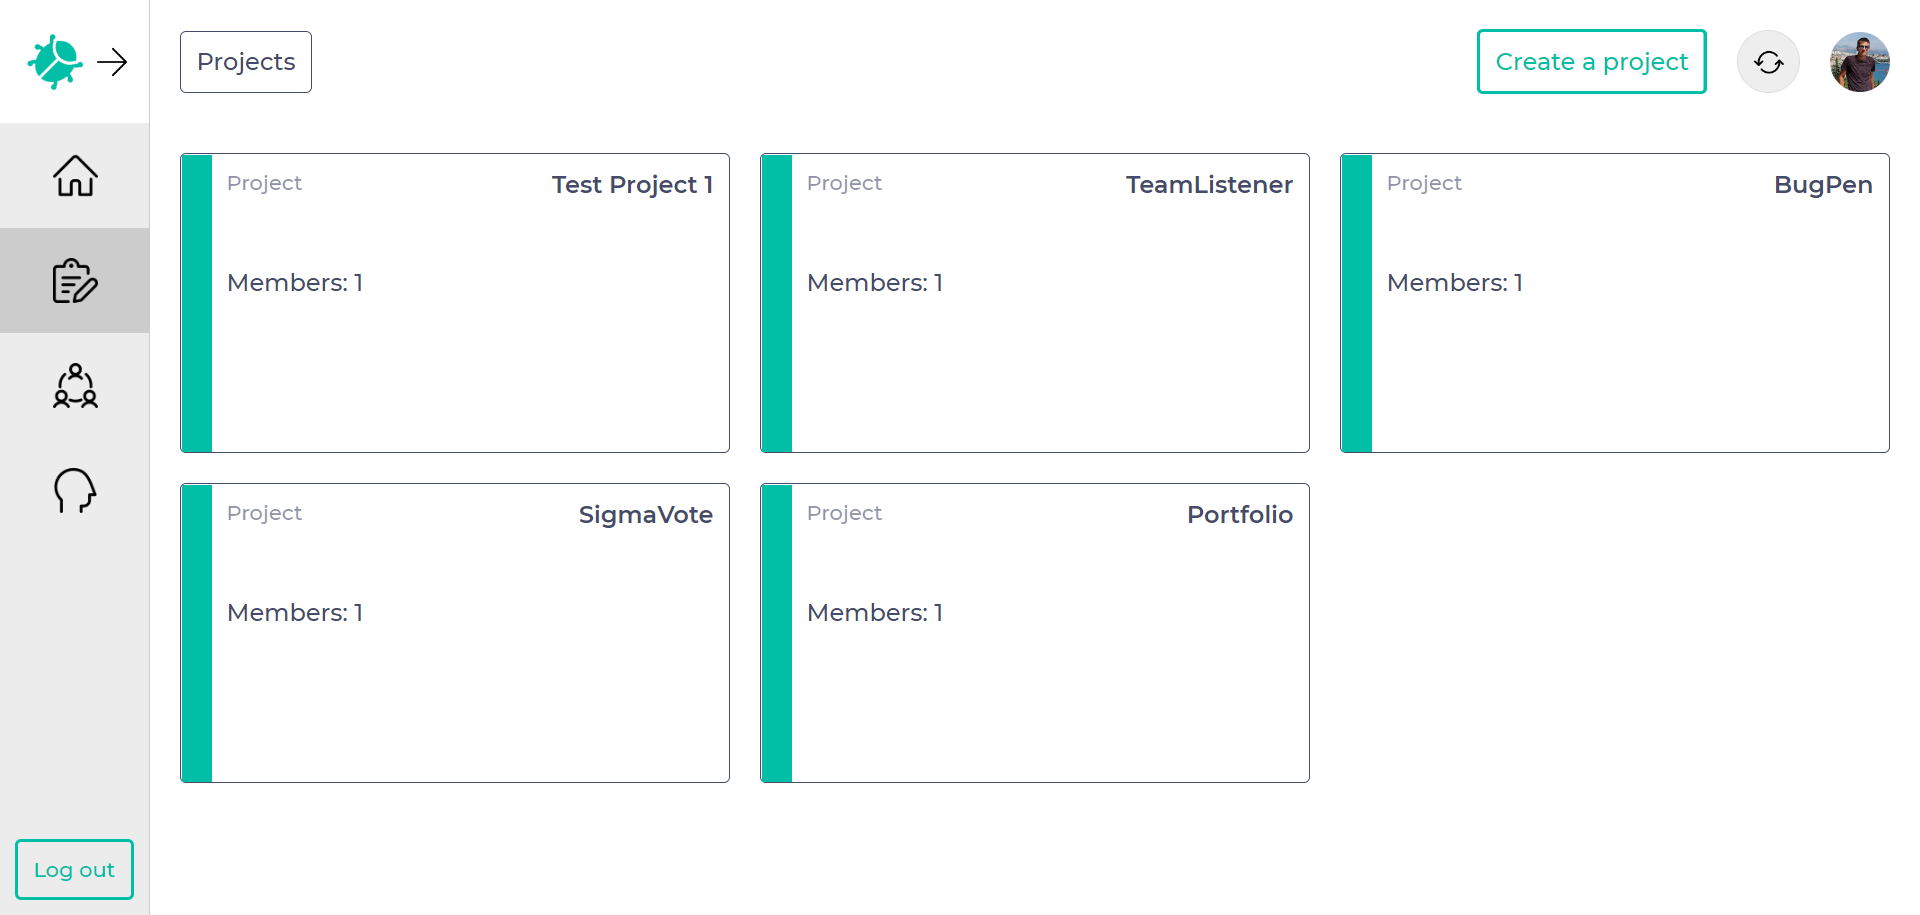 Projects
Create a project
Project
Test Project 1
Members: 1
Project
TeamListener
Members: 1
Project
BugPen
Members: 1
Project
SigmaVote
Members: 1
Project
Portfolio
Members: 1
Log out